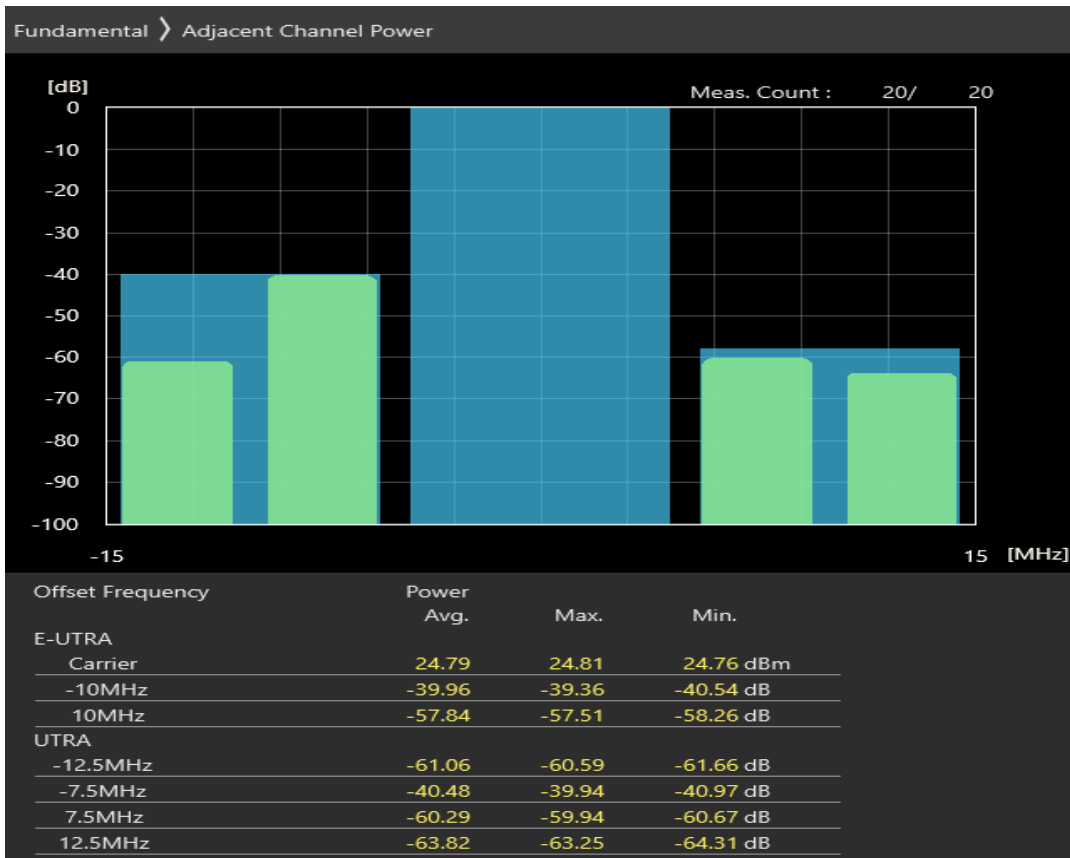 Fundamental 〉 Adjacent Channel Power
[dB]
Meas. Count : 20/ 20
0
-10
-20
-30
-40
-50
-60
-70
-80
-90
-100
-15 15 [MHz]
Offset Frequency Power
Avg. Max. Min.
E-UTRA
Carrier 24.79 24.81 24.76 dBm
-10MHz -39.96 -39.36 -40.54 dB
10MHz -57.84 -57.51 -58.26 dB
UTRA
-12.5MHz -61.06 -60.59 -61.66 dB
-7.5MHz -40.48 -39.94 -40.97 dB
7.5MHz -60.29 -59.94 -60.67 dB
12.5MHz -63.82 -63.25 -64.31 dB